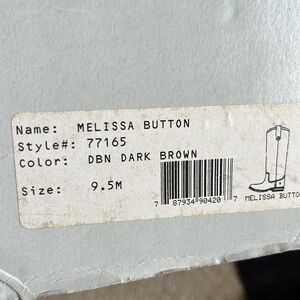 Name: MELISSA BUTTON
Style#: 77165
Color: DBN DARK BROWN
Size: 9.5M
7 87934 90420 7
MELISSA BUTTO